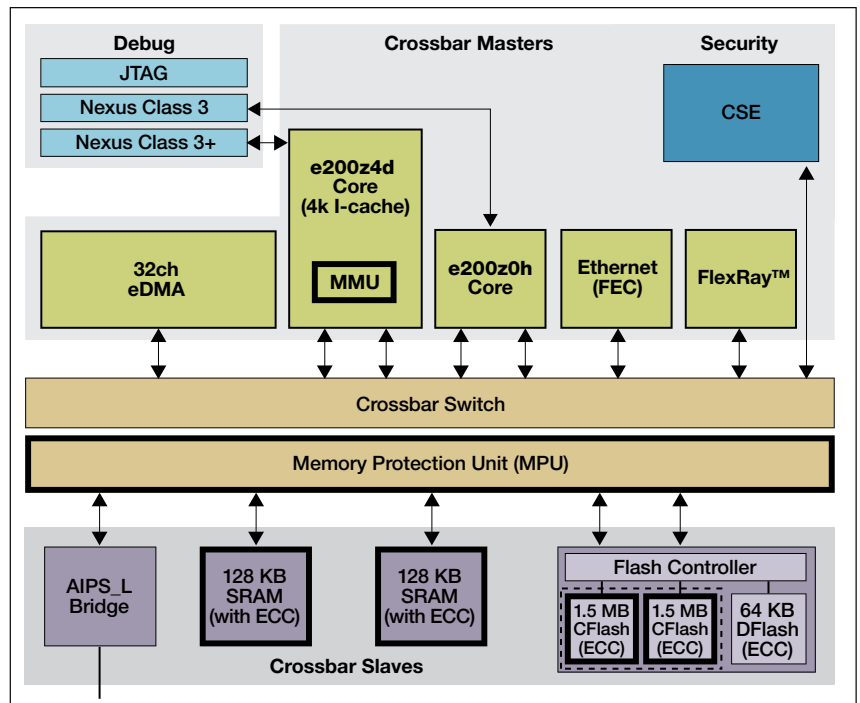 Debug
Crossbar Masters
Security
JTAG
Nexus Class 3
Nexus Class 3+
CSE
e200z4d
Core
(4k I-cache)
MMU
32ch
eDMA
e200z0h
Core
Ethernet
(FEC)
FlexRay™
Crossbar Switch
Memory Protection Unit (MPU)
AIPS_L
Bridge
128 KB
SRAM
(with ECC)
128 KB
SRAM
(with ECC)
Flash Controller
1.5 MB
CFlash
(ECC)
1.5 MB
CFlash
(ECC)
64 KB
DFlash
(ECC)
Crossbar Slaves